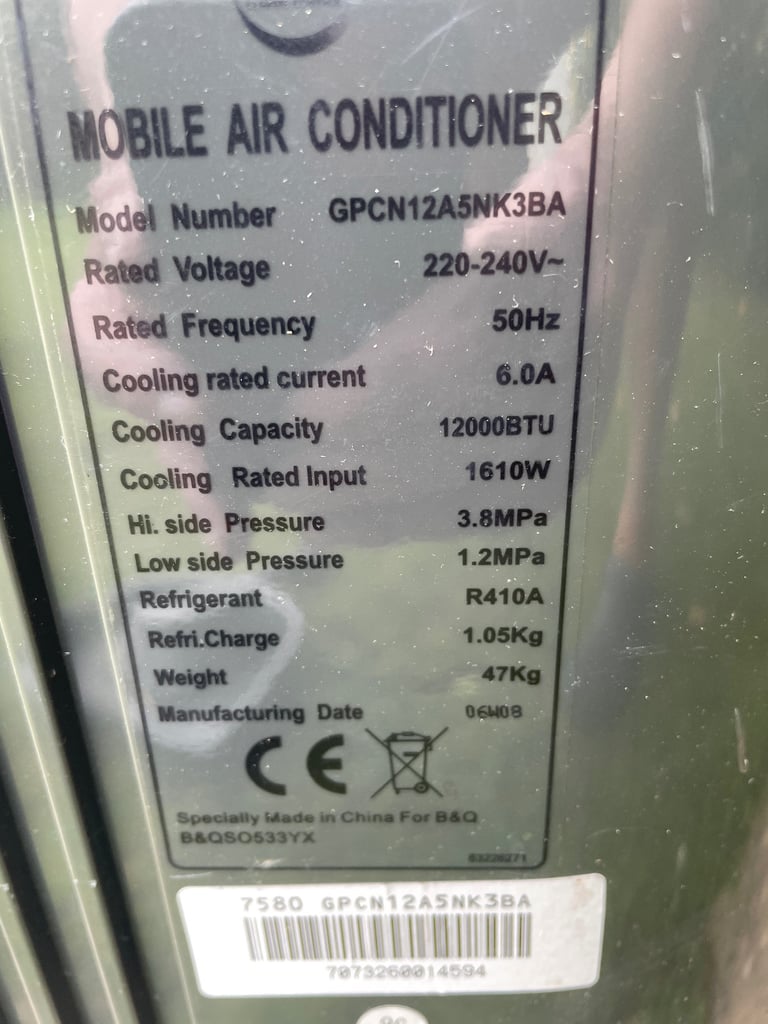 MOBILE AIR CONDITIONER
Model Number GPCN12A5NK3BA
Rated Voltage 220-240V~
Rated Frequency 50Hz
Cooling rated current 6.0A
Cooling Capacity 12000BTU
Cooling Rated Input 1610W
Hi. side Pressure 3.8MPa
Low side Pressure 1.2MPa
Refrigerant R410A
Refri.Charge 1.05Kg
Weight 47Kg
Manufacturing Date 06W08
CE
Specially Made in China For B&Q
B&QSO533YX
63226271
7580 GPCN12A5NK3BA
7073260014594